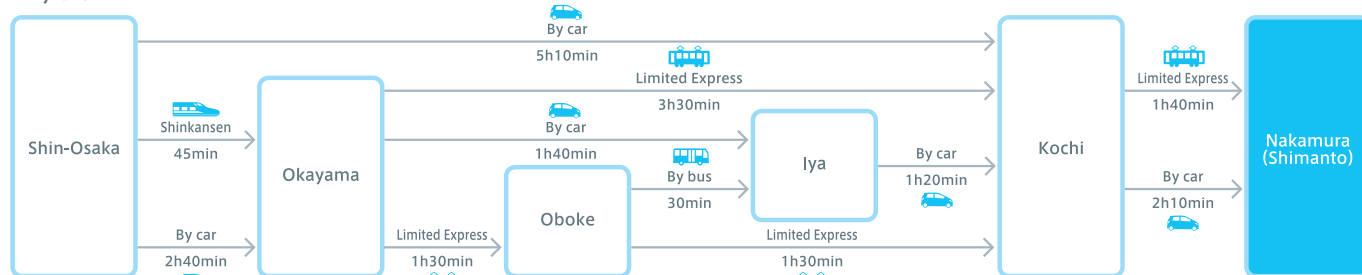 By car
5h10min
Limited Express
3h30min
Limited Express
1h40min
Shinkansen
45min
By car
1h40min
Shin-Osaka
Okayama
Oboke
By bus
30min
Iya
By car
1h20min
Kochi
By car
2h10min
Nakamura
(Shimanto)
By car
2h40min
Limited Express
1h30min
Limited Express
1h30min